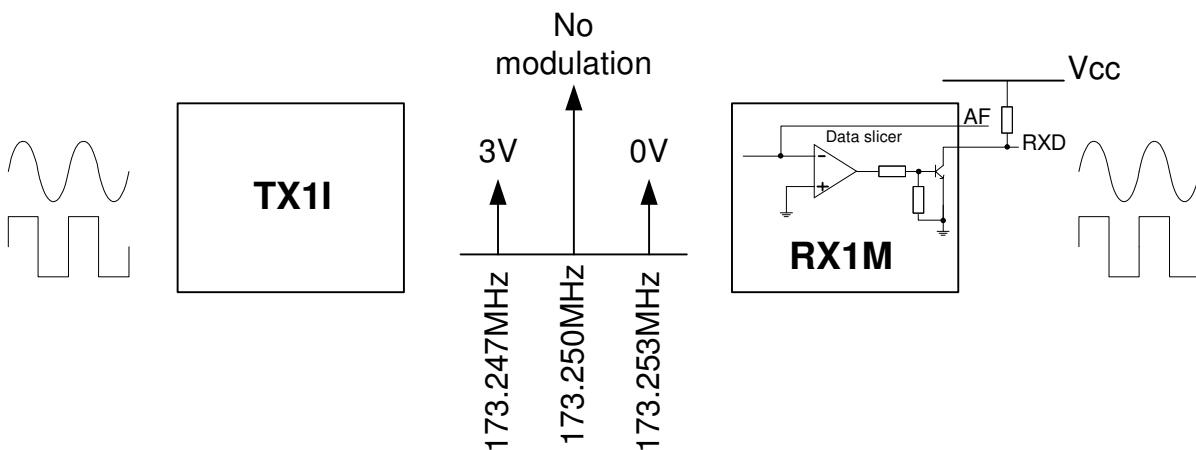 No
modulation
3V
0V
TX1I
173.247MHz
173.250MHz
173.253MHz
Vcc
AF
RXD
Data slicer
RX1M